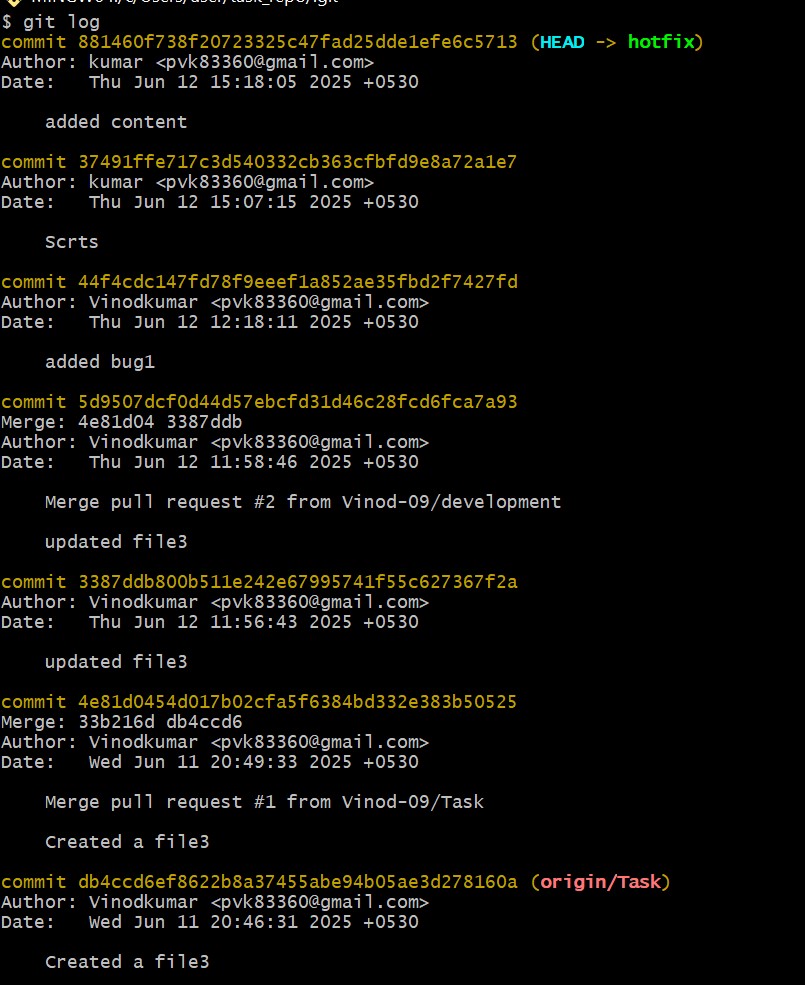 $ git log
commit 881460f738f20723325c47fad25dde1efe6c5713 (HEAD -> hotfix)
Author: kumar <pvk83360@gmail.com>
Date:   Thu Jun 12 15:18:05 2025 +0530
added content
commit 37491ffe717c3d540332cb363cfbfd9e8a72a1e7
Author: kumar <pvk83360@gmail.com>
Date:   Thu Jun 12 15:07:15 2025 +0530
Scrts
commit 44f4cdc147fd78f9eeef1a852ae35fbd2f7427fd
Author: Vinodkumar <pvk83360@gmail.com>
Date:   Thu Jun 12 12:18:11 2025 +0530
added bug1
commit 5d9507dcf0d44d57ebcfd31d46c28fcd6fca7a93
Merge: 4e81d04 3387ddb
Author: Vinodkumar <pvk83360@gmail.com>
Date:   Thu Jun 12 11:58:46 2025 +0530
Merge pull request #2 from Vinod-09/development
updated file3
commit 3387ddb800b511e242e67995741f55c627367f2a
Author: Vinodkumar <pvk83360@gmail.com>
Date:   Thu Jun 12 11:56:43 2025 +0530
updated file3
commit 4e81d0454d017b02cfa5f6384bd332e383b50525
Merge: 33b216d db4ccd6
Author: Vinodkumar <pvk83360@gmail.com>
Date:   Wed Jun 11 20:49:33 2025 +0530
Merge pull request #1 from Vinod-09/Task
Created a file3
commit db4ccd6ef8622b8a37455abe94b05ae3d278160a (origin/Task)
Author: Vinodkumar <pvk83360@gmail.com>
Date:   Wed Jun 11 20:46:31 2025 +0530
Created a file3